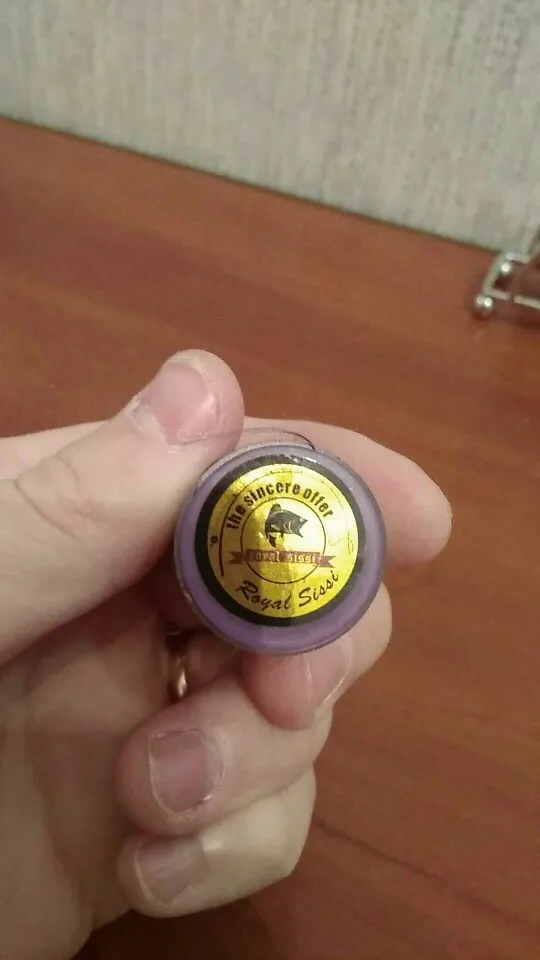 the sincere offer
royal sissi
Royal Sissi